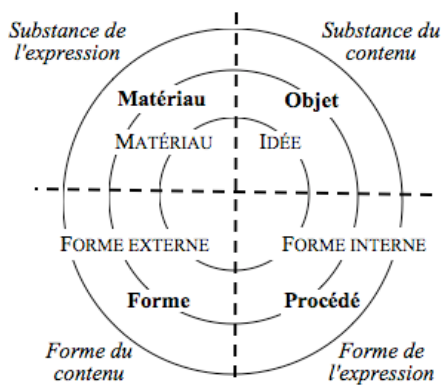 Substance de
l'expression
Substance du
contenu
Matériau
Objet
MATÉRIAU
IDÉE
FORME EXTERNE
FORME INTERNE
Forme
Procédé
Forme du
contenu
Forme de
l'expression